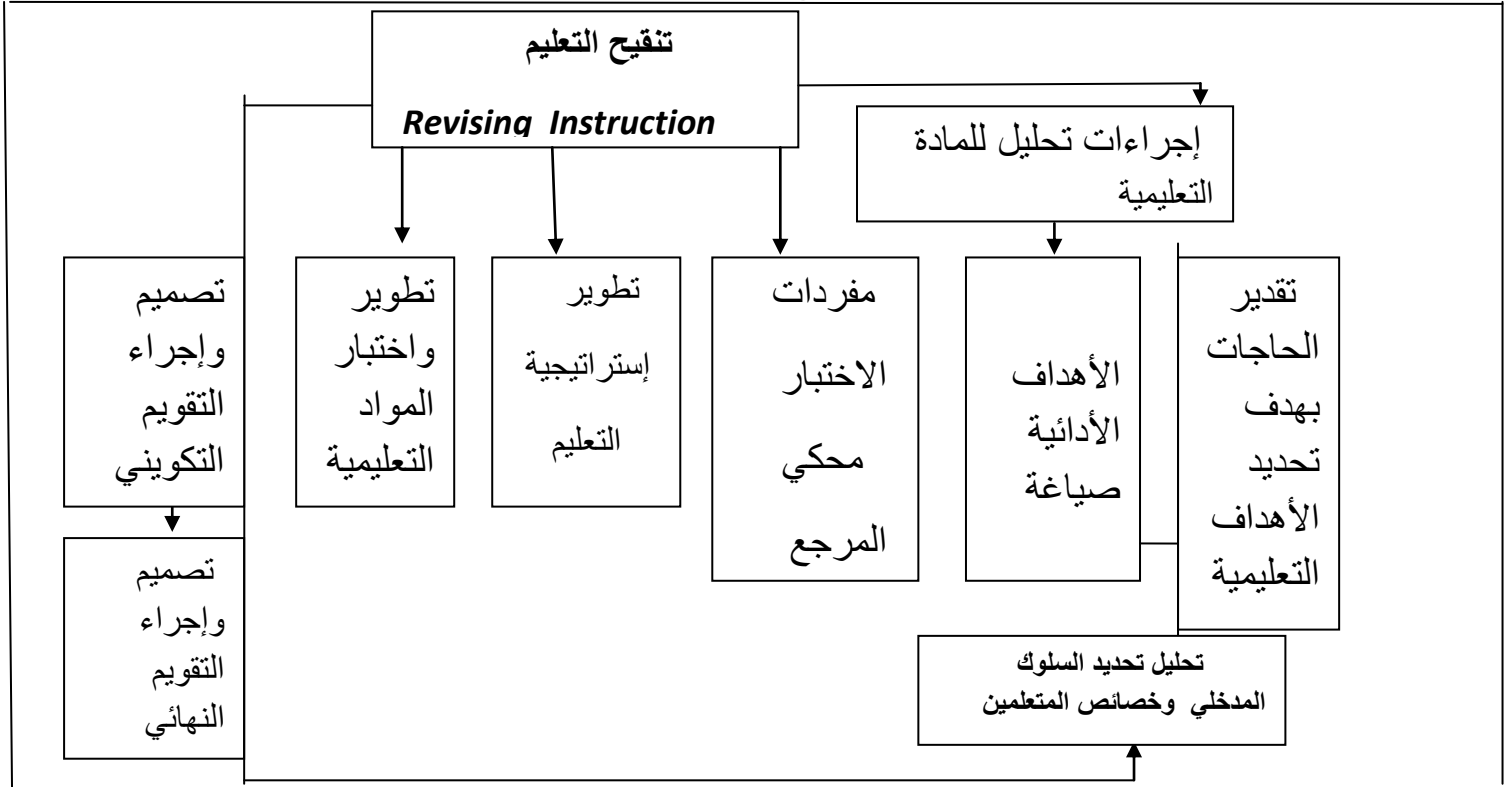 تنقيح التعليم
Revising Instruction
إجراءات تحليل للمادة
التعليمية
تقدير
الحاجات
بهدف
تحديد
الأهداف
التعليمية
الأهداف
الأدائية
صياغة
مفردات
الاختبار
محكي
المرجع
تطوير
إستراتيجية
التعليم
تطوير
واختبار
المواد
التعليمية
تصميم
وإجراء
التقويم
التكويني
تصميم
وإجراء
التقويم
النهائي
تحليل تحديد السلوك
المدخلي وخصائص المتعلمين